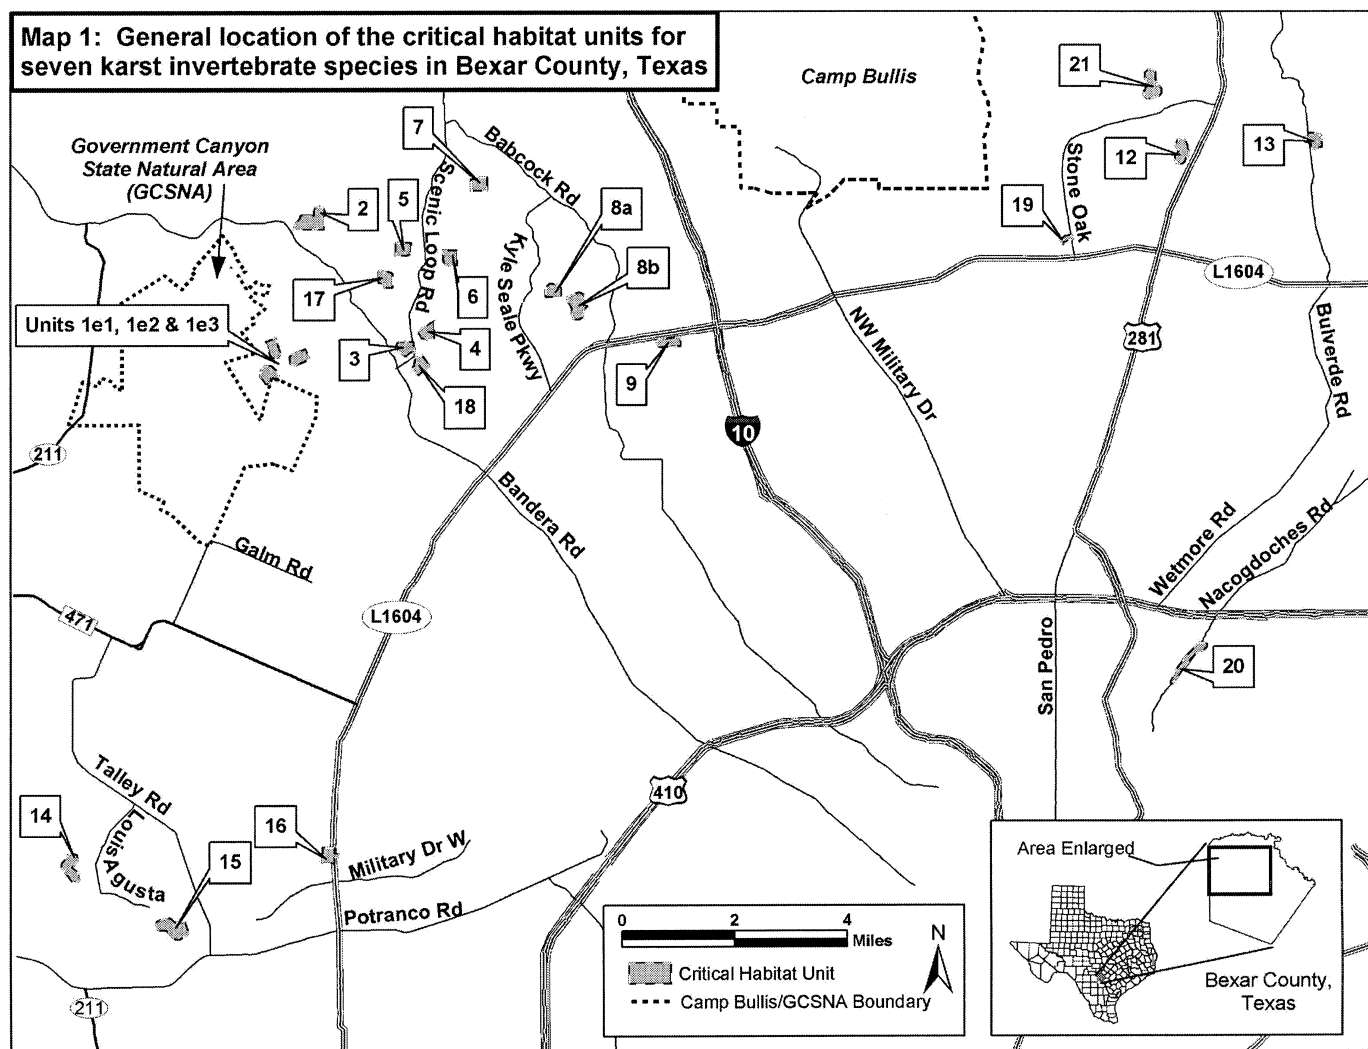 Map 1: General location of the critical habitat units for
seven karst invertebrate species in Bexar County, Texas
Camp Bullis
21
7
Babcock Rd
12
13
Government Canyon
State Natural Area
(GCSNA)
Stone Oak
2
5
Scenic Loop Rd
8a
19
Kyle Seale Pkwy
8b
L1604
17
6
Units 1e1, 1e2 & 1e3
NW Military Dr
Bulverde Rd
281
3
4
9
18
10
211
Bandera Rd
Wetmore Rd
Nacogdoches Rd
Galm Rd
471
L1604
San Pedro
20
Talley Rd
410
14
Louis Agusta
16
Military Dr W
15
Potranco Rd
211
0 2 4
Miles
N
Critical Habitat Unit
Camp Bullis/GCSNA Boundary
Area Enlarged
Bexar County,
Texas